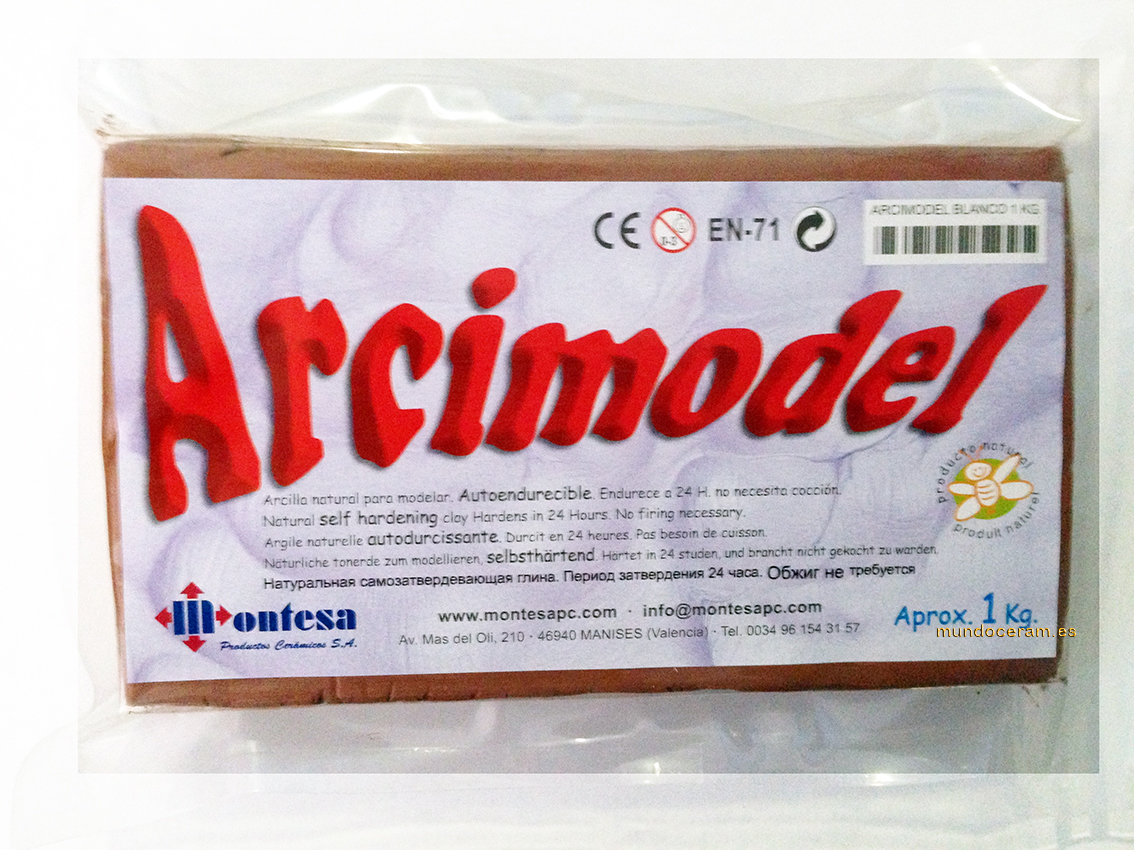 CE 0-3 EN-71
ARCIMODEL BLANCO 1 KG
Arcimodel
producto natural
produit naturel
Arcilla natural para modelar. Autoendurecible. Endurece a 24 H. no necesita cocción.
Natural self hardening clay Hardens in 24 Hours. No firing necessary.
Argile naturelle autodurcissante. Durcit en 24 heures. Pas besoin de cuisson.
Natürliche tonerde zum modellieren, selbsthärtend. Härtet in 24 studen, und brancht nicht gekocht zu warden.
Натуральная самозатвердевающая глина. Период затвердения 24 часа. Обжиг не требуется
Montesa
Productos Cerámicos S.A.
www.montesapc.com · info@montesapc.com
Av. Mas del Oli, 210 · 46940 MANISES (Valencia) · Tel. 0034 96 154 31 57
Aprox. 1 Kg.
mundoceram.es